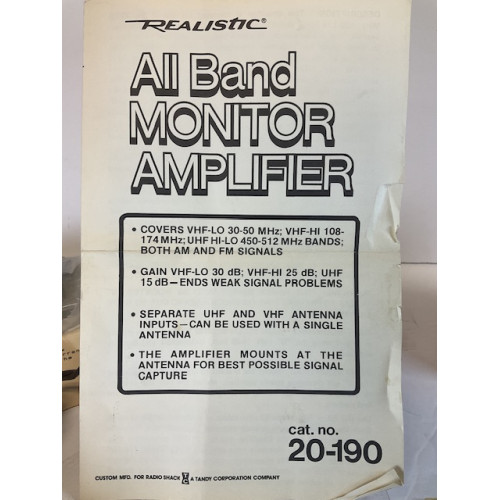 REALISTIC®
All Band
MONITOR
AMPLIFIER
• COVERS VHF-LO 30-50 MHz; VHF-HI 108-
174 MHz; UHF HI-LO 450-512 MHz BANDS;
BOTH AM AND FM SIGNALS
• GAIN VHF-LO 30 dB; VHF-HI 25 dB; UHF
15 dB—ENDS WEAK SIGNAL PROBLEMS
• SEPARATE UHF AND VHF ANTENNA
INPUTS—CAN BE USED WITH A SINGLE
ANTENNA
• THE AMPLIFIER MOUNTS AT THE
ANTENNA FOR BEST POSSIBLE SIGNAL
CAPTURE
cat. no.
20-190
CUSTOM MFD. FOR RADIO SHACK TC A TANDY CORPORATION COMPANY